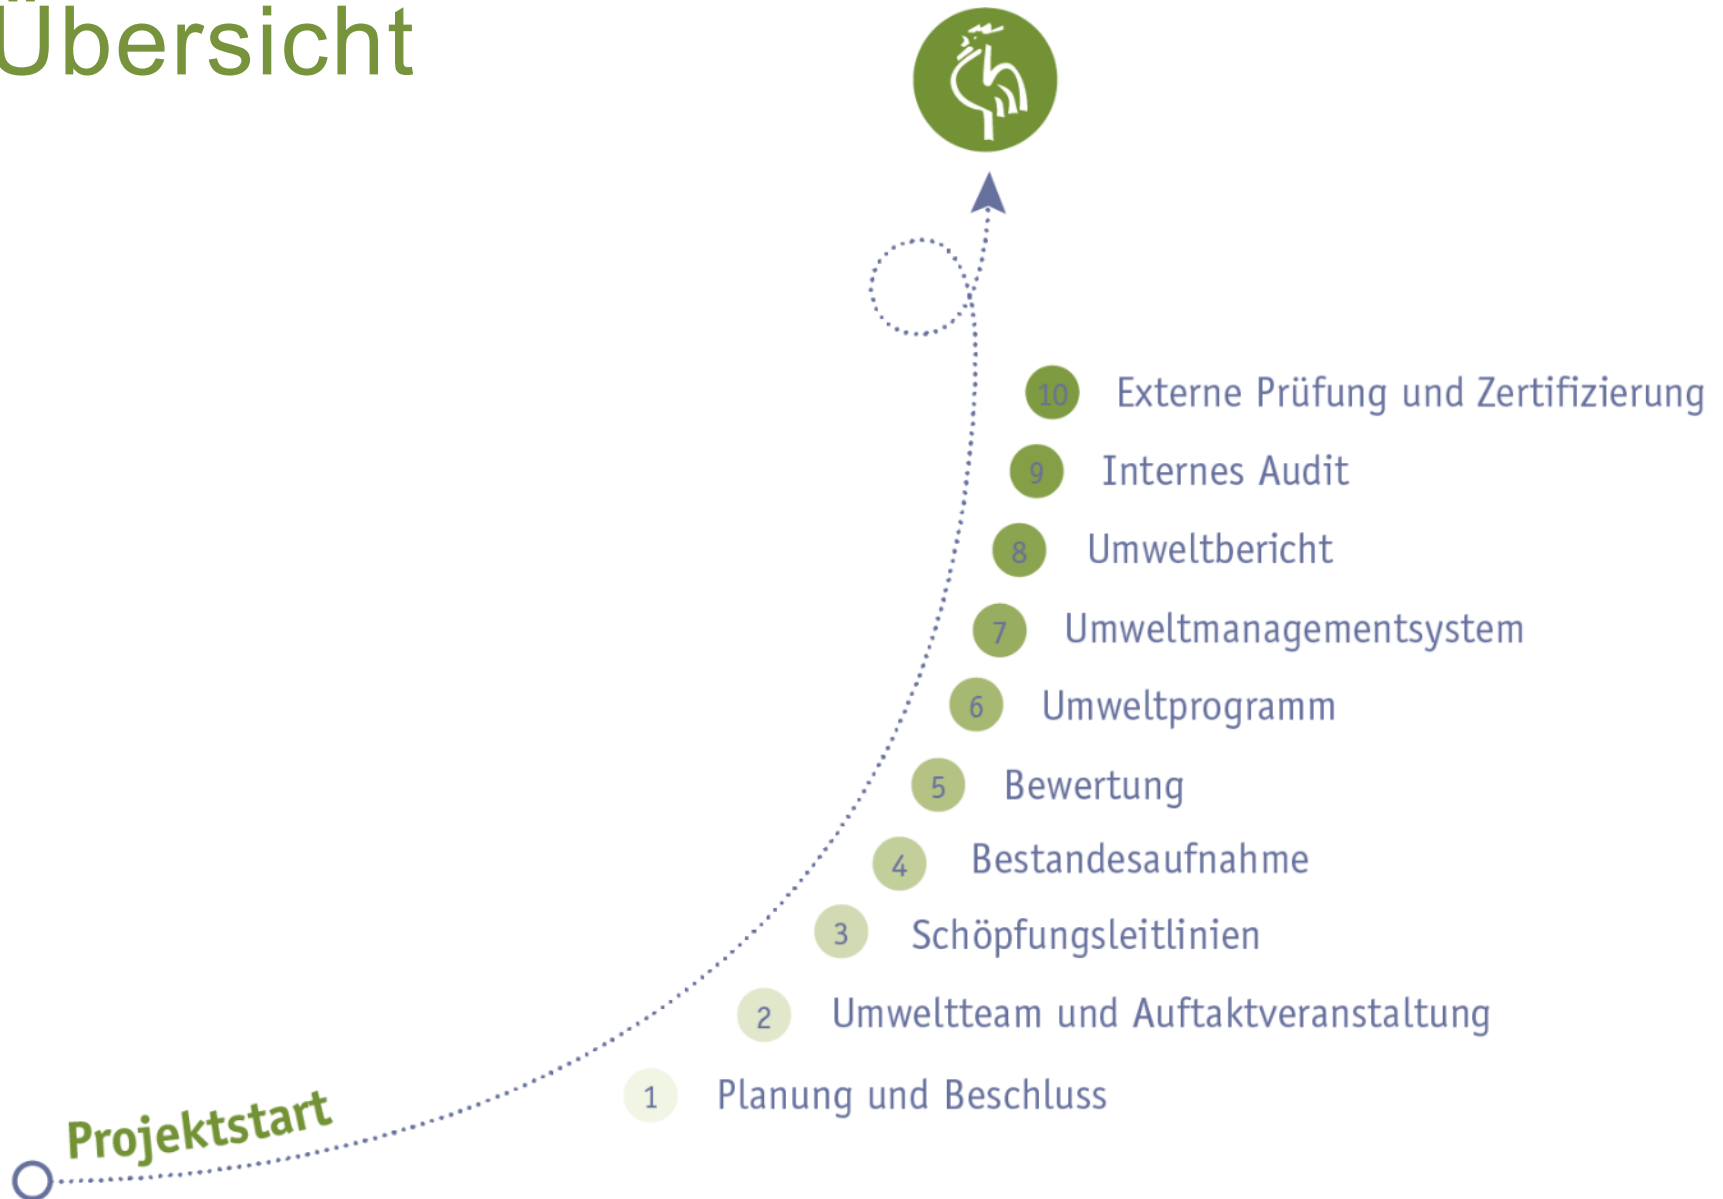 Übersicht
10 Externe Prüfung und Zertifizierung
9 Internes Audit
8 Umweltbericht
7 Umweltmanagementsystem
6 Umweltprogramm
5 Bewertung
4 Bestandesaufnahme
3 Schöpfungsleitlinien
2 Umweltteam und Auftaktveranstaltung
1 Planung und Beschluss
Projektstart